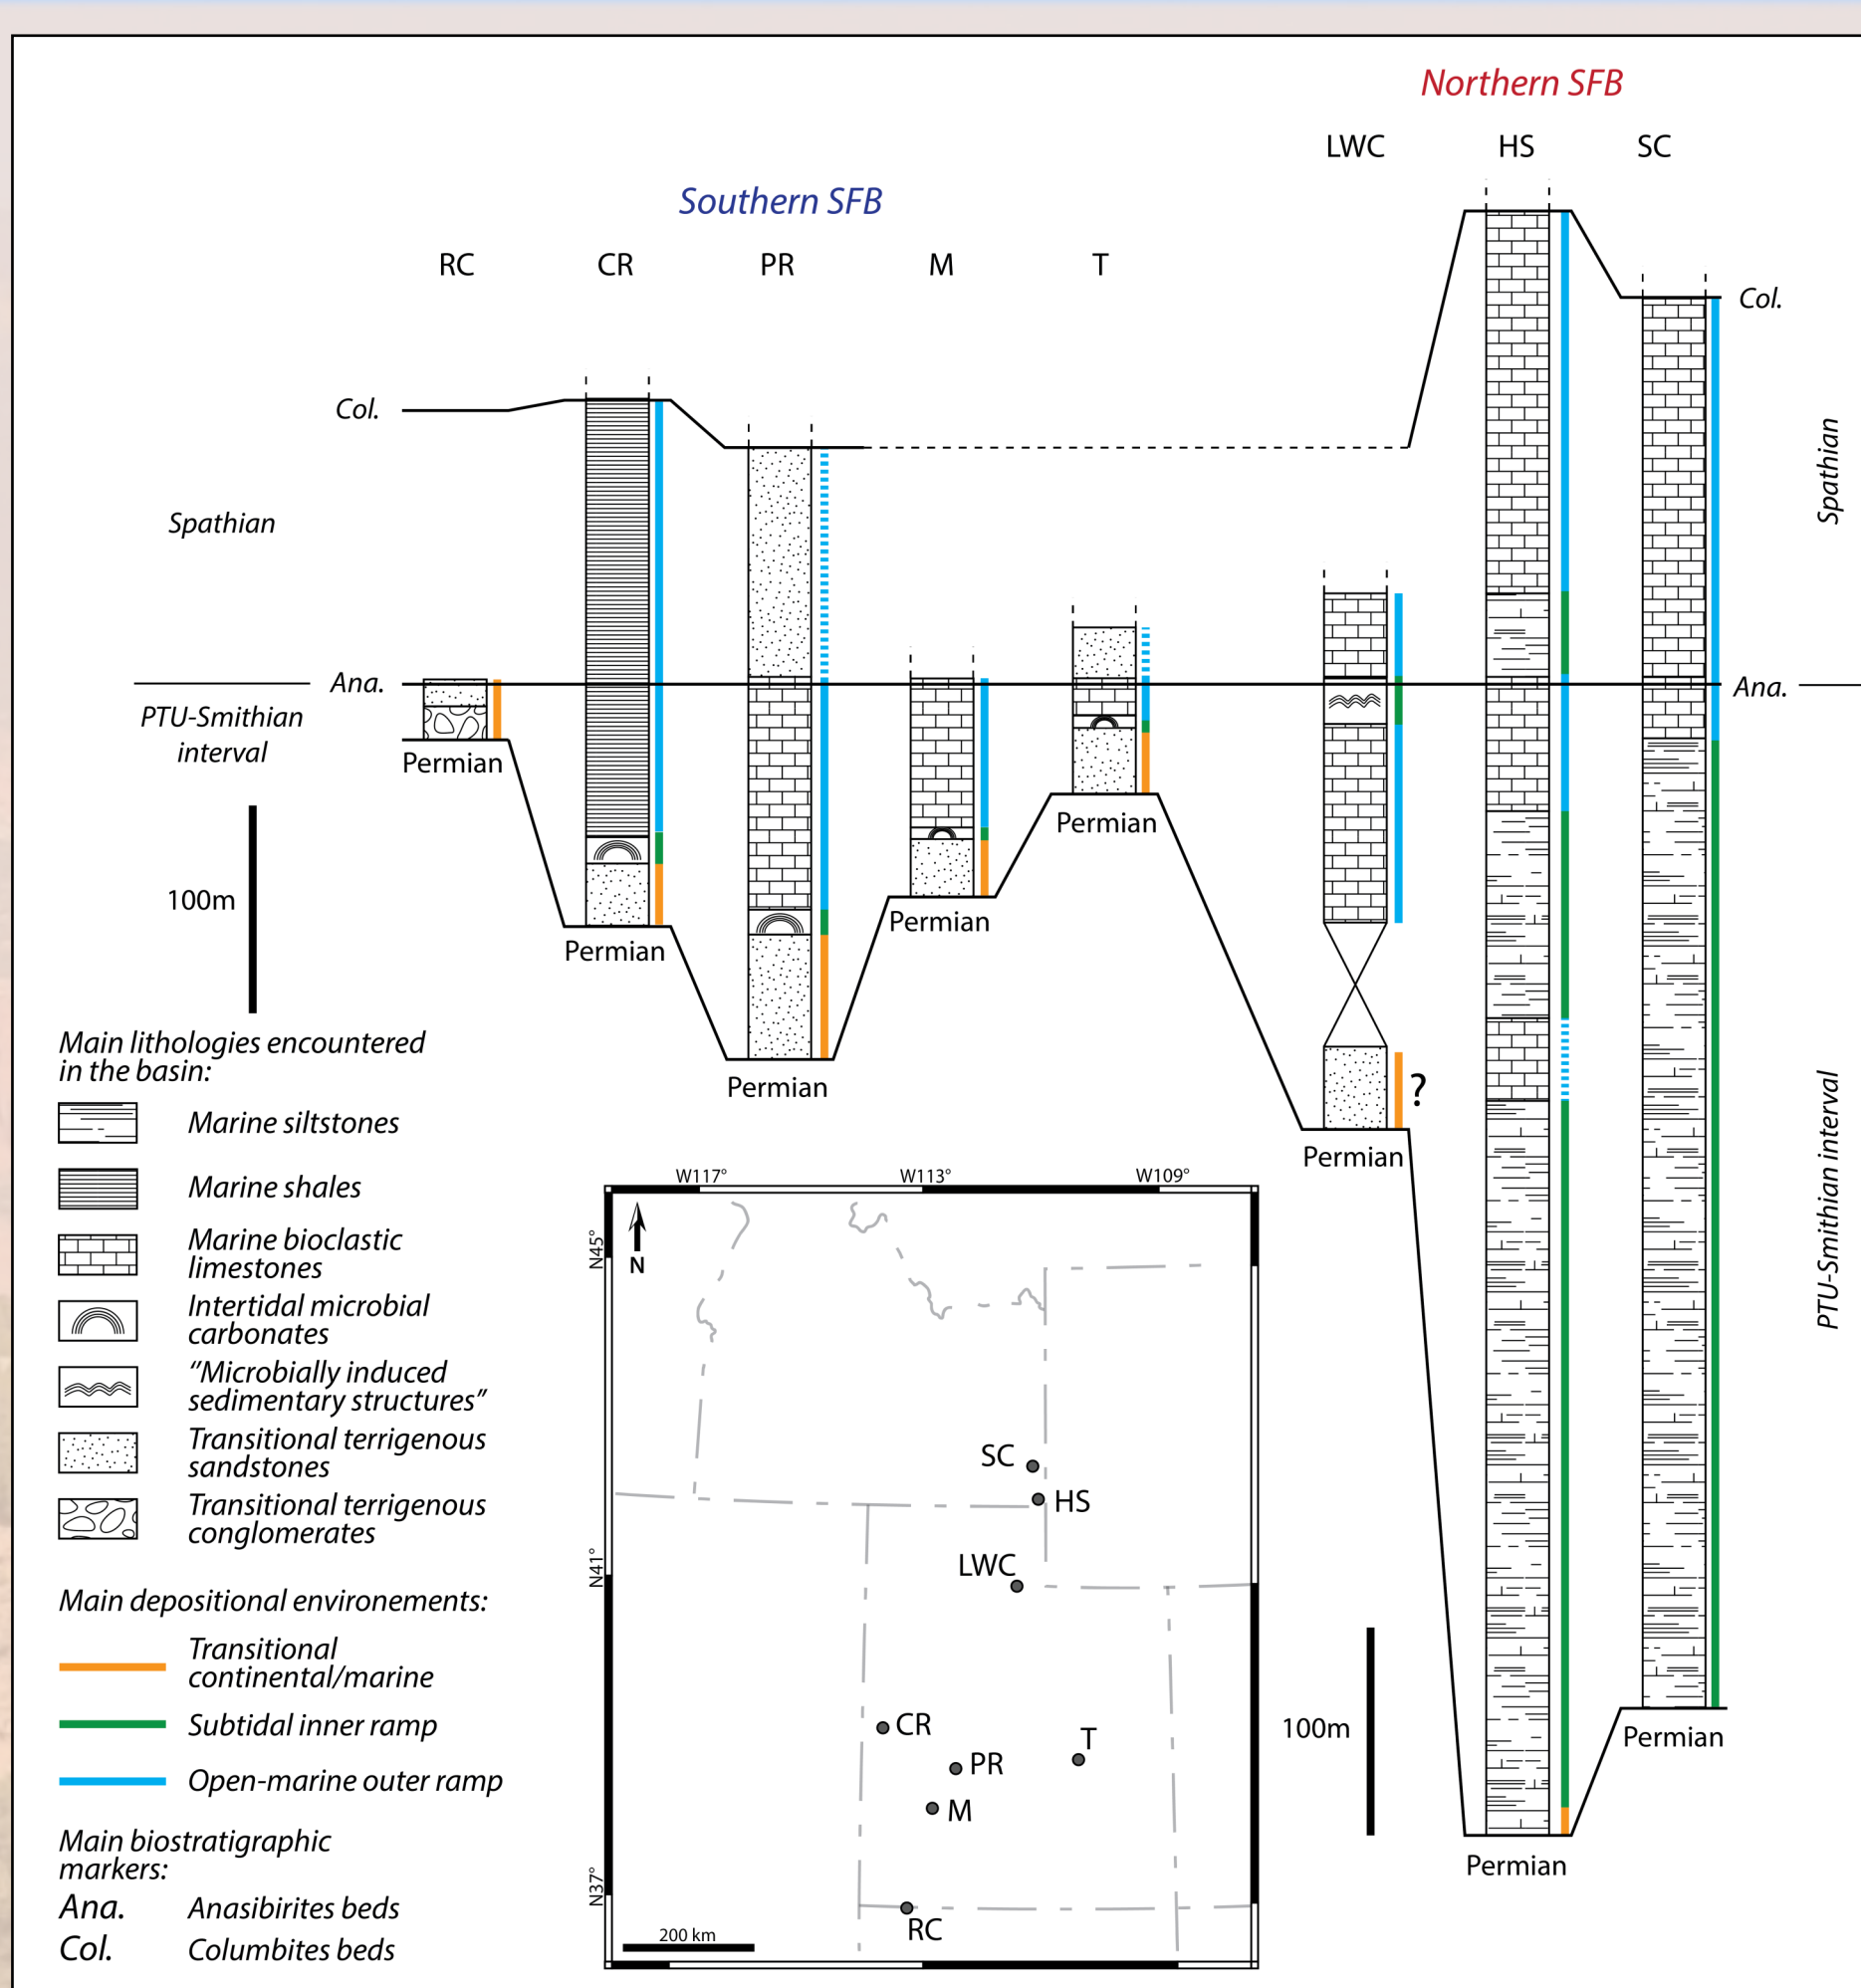 Northern SFB
LWC HS SC
Southern SFB
RC CR PR M T
Col.
Col.
Spathian
Spathian
Ana.
Ana.
PTU-Smithian
interval
PTU-Smithian interval
Permian
Permian
Permian
Permian
Permian
Permian
Permian
Permian
?
100m
100m
Main lithologies encountered
in the basin:
Marine siltstones
Marine shales
Marine bioclastic
limestones
Intertidal microbial
carbonates
“Microbially induced
sedimentary structures”
Transitional terrigenous
sandstones
Transitional terrigenous
conglomerates
Main depositional environements:
Transitional
continental/marine
Subtidal inner ramp
Open-marine outer ramp
Main biostratigraphic
markers:
Ana. Anasibirites beds
Col. Columbites beds
W117° W113° W109°
N45°
N41°
N37°
N
SC
HS
LWC
CR
PR
T
M
RC
200 km